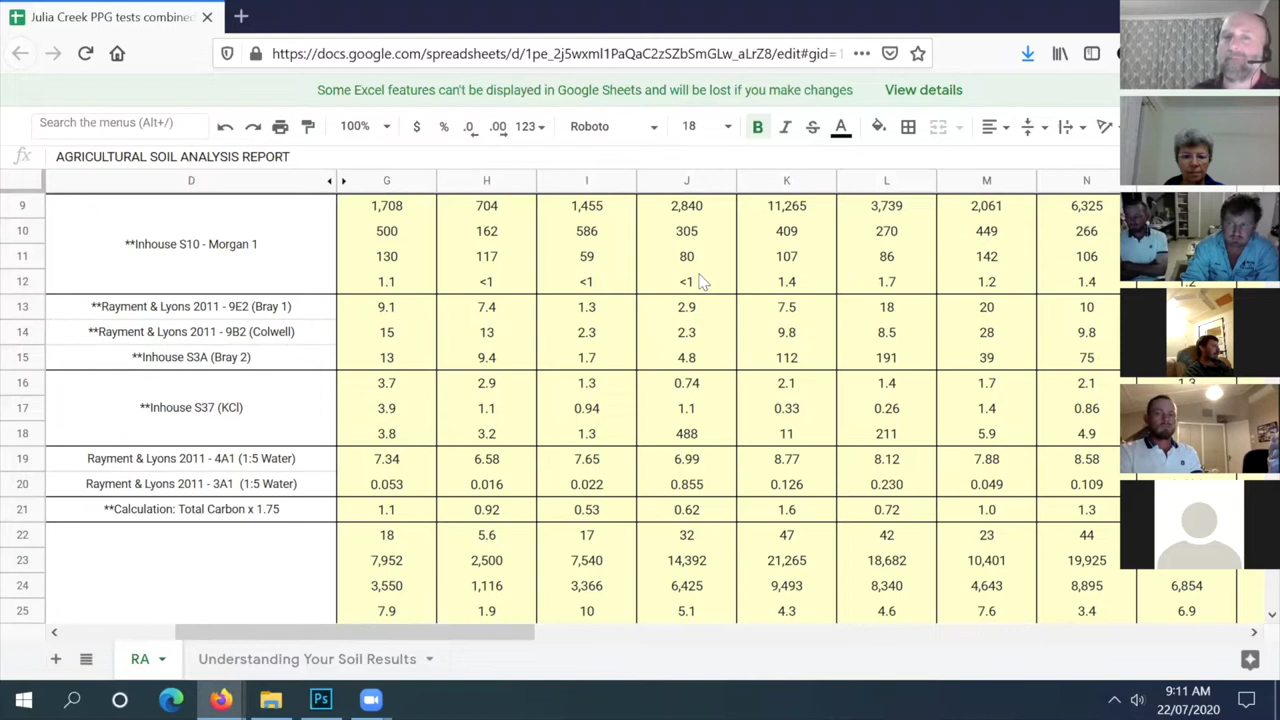 Julia Creek PPG tests combined
https://docs.google.com/spreadsheets/d/1pe_2j5wxml1PaQaC2zSZbSmGLw_aLrZ8/edit#gid=1
Some Excel features can't be displayed in Google Sheets and will be lost if you make changes View details
Search the menus (Alt+/) 100% $ % .0 .00 123 Roboto 18 B I S A
fx AGRICULTURAL SOIL ANALYSIS REPORT
D G H I J K L M N
9 1,708 704 1,455 2,840 11,265 3,739 2,061 6,325
10 500 162 586 305 409 270 449 266
**Inhouse S10 - Morgan 1
11 130 117 59 80 107 86 142 106
12 1.1 <1 <1 <1 1.4 1.7 1.2 1.4 1.2
13 **Rayment & Lyons 2011 - 9E2 (Bray 1) 9.1 7.4 1.3 2.9 7.5 18 20 10
14 **Rayment & Lyons 2011 - 9B2 (Colwell) 15 13 2.3 2.3 9.8 8.5 28 9.8
15 **Inhouse S3A (Bray 2) 13 9.4 1.7 4.8 112 191 39 75
16 3.7 2.9 1.3 0.74 2.1 1.4 1.7 2.1 1.3
17 **Inhouse S37 (KCl) 3.9 1.1 0.94 1.1 0.33 0.26 1.4 0.86
18 3.8 3.2 1.3 488 11 211 5.9 4.9
19 Rayment & Lyons 2011 - 4A1 (1:5 Water) 7.34 6.58 7.65 6.99 8.77 8.12 7.88 8.58
20 Rayment & Lyons 2011 - 3A1 (1:5 Water) 0.053 0.016 0.022 0.855 0.126 0.230 0.049 0.109
21 **Calculation: Total Carbon x 1.75 1.1 0.92 0.53 0.62 1.6 0.72 1.0 1.3
22 18 5.6 17 32 47 42 23 44
23 7,952 2,500 7,540 14,392 21,265 18,682 10,401 19,925
24 3,550 1,116 3,366 6,425 9,493 8,340 4,643 8,895 6,854
25 7.9 1.9 10 5.1 4.3 4.6 7.6 3.4 6.9
RA Understanding Your Soil Results
Ps
9:11 AM
22/07/2020